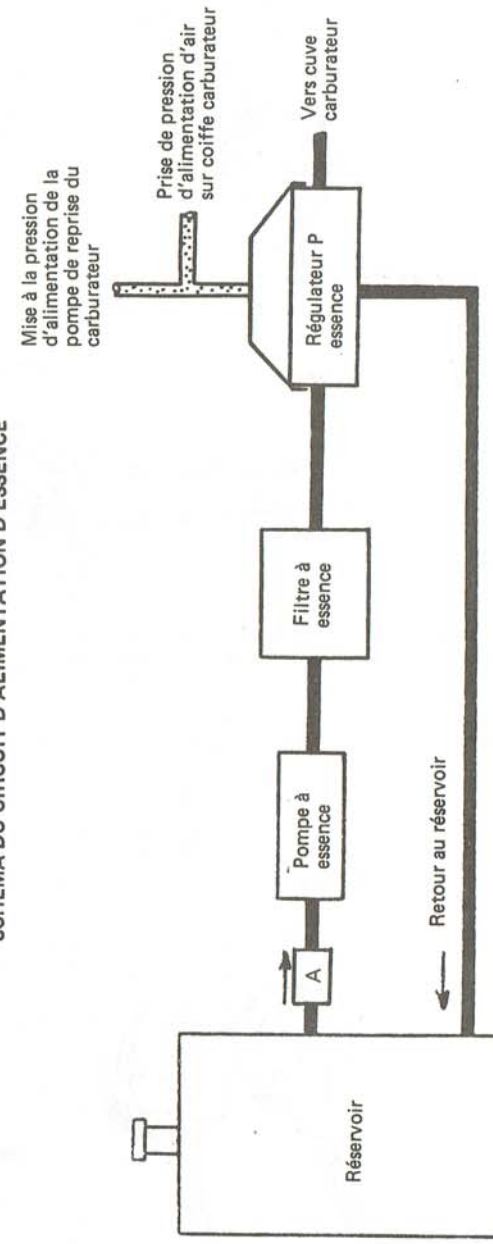 SCHEMA DU CIRCUIT D'ALIMENTATION D'ESSENCE
Mise à la pression
d'alimentation de la
pompe de reprise du
carburateur
Prise de pression
d'alimentation d'air
sur coiffe carburateur
Réservoir
A
Pompe à
essence
Filtre à
essence
Régulateur P
essence
Vers cuve
carburateur
Retour au réservoir